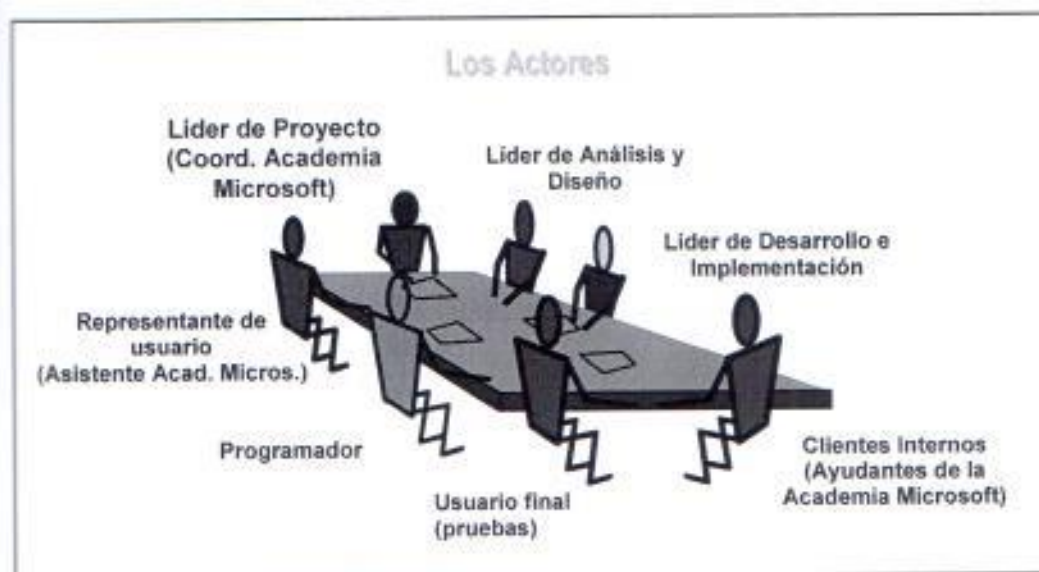 Los Actores
Lider de Proyecto
(Coord. Academia
Microsoft)
Lider de Análisis y
Diseño
Lider de Desarrollo e
Implementación
Representante de
usuario
(Asistente Acad. Micros.)
Programador
Usuario final
(pruebas)
Clientes Internos
(Ayudantes de la
Academia Microsoft)